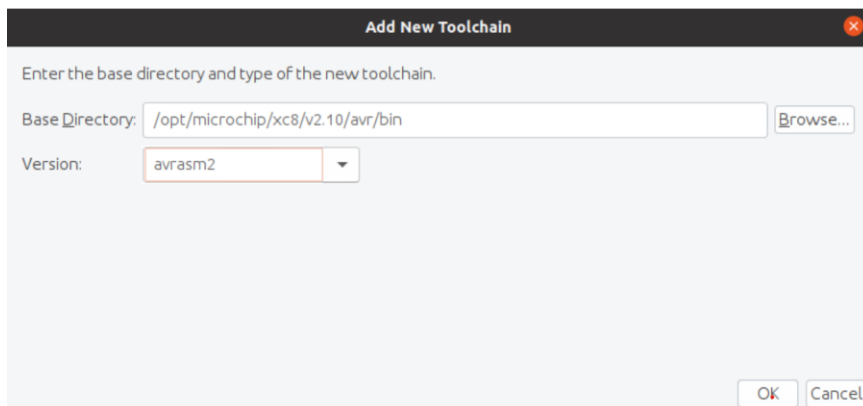 Add New Toolchain
Enter the base directory and type of the new toolchain.
Base Directory: /opt/microchip/xc8/v2.10/avr/bin Browse...
Version: avrasm2
OK Cancel